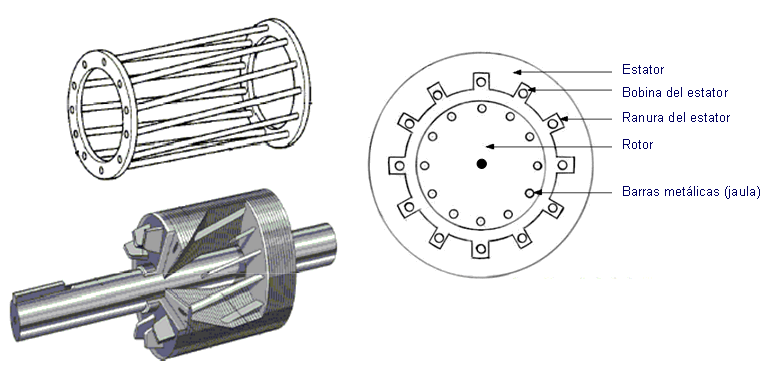 Estator
Bobina del estator
Ranura del estator
Rotor
Barras metálicas (jaula)